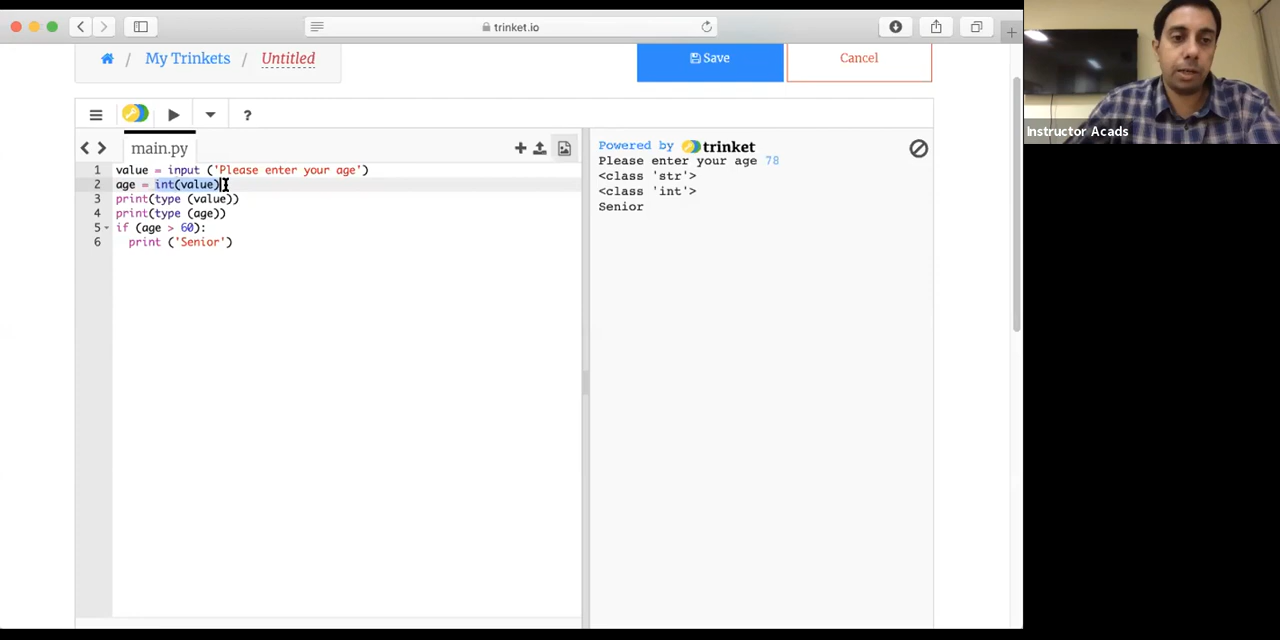 trinket.io
My Trinkets / Untitled
Save
Cancel
?
main.py
1 value = input ('Please enter your age')
2 age = int(value)
3 print(type (value))
4 print(type (age))
5 if (age > 60):
6 print ('Senior')
Powered by trinket
Please enter your age 78
<class 'str'>
<class 'int'>
Senior
Instructor Acads